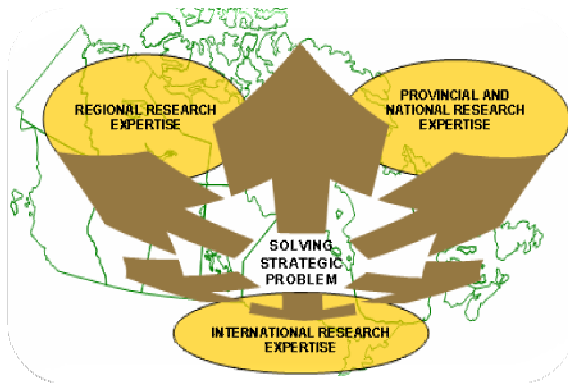 REGIONAL RESEARCH
EXPERTISE
PROVINCIAL AND
NATIONAL RESEARCH
EXPERTISE
SOLVING
STRATEGIC
PROBLEM
INTERNATIONAL RESEARCH
EXPERTISE